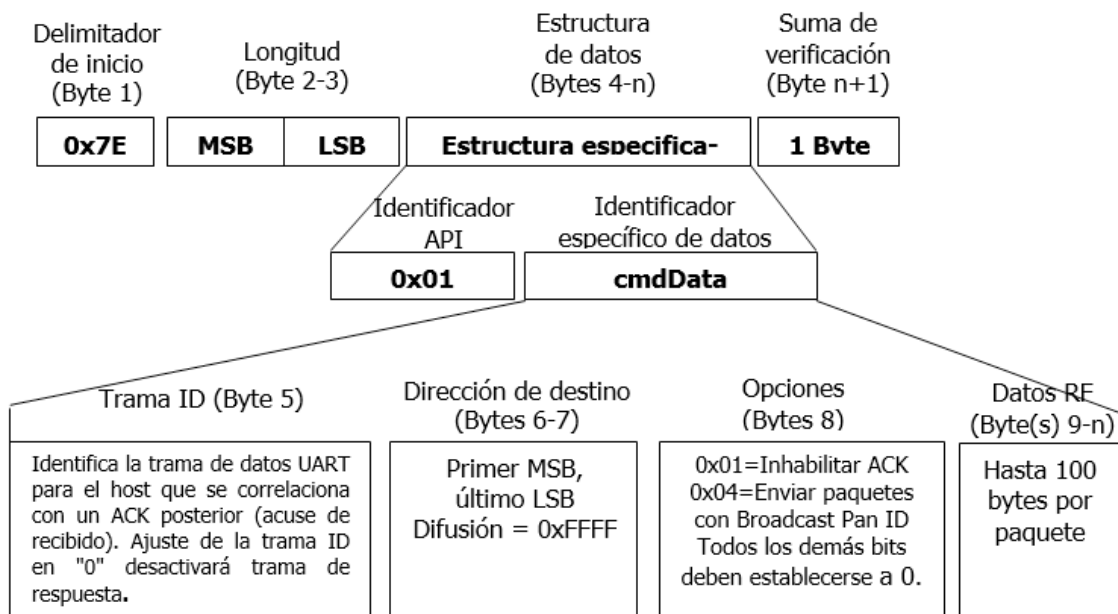 Delimitador
de inicio
(Byte 1)
Longitud
(Byte 2-3)
Estructura
de datos
(Bytes 4-n)
Suma de
verificación
(Byte n+1)
0x7E
MSB
LSB
Estructura especifica-
1 Byte
Identificador
API
Identificador
específico de datos
0x01
cmdData
Trama ID (Byte 5)
Identifica la trama de datos UART
para el host que se correlaciona
con un ACK posterior (acuse de
recibido). Ajuste de la trama ID
en "0" desactivará trama de
respuesta.
Dirección de destino
(Bytes 6-7)
Primer MSB,
último LSB
Difusión = 0xFFFF
Opciones
(Bytes 8)
0x01=Inhabilitar ACK
0x04=Enviar paquetes
con Broadcast Pan ID
Todos los demás bits
deben establecerse a 0.
Datos RF
(Byte(s) 9-n)
Hasta 100
bytes por
paquete